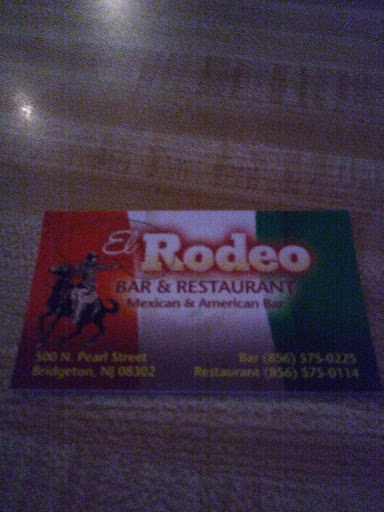 El Rodeo
BAR & RESTAURANT
Mexican & American Bar
500 N. Pearl Street
Bridgeton, NJ 08302
Bar (856) 575-0225
Restaurant (856) 575-0114